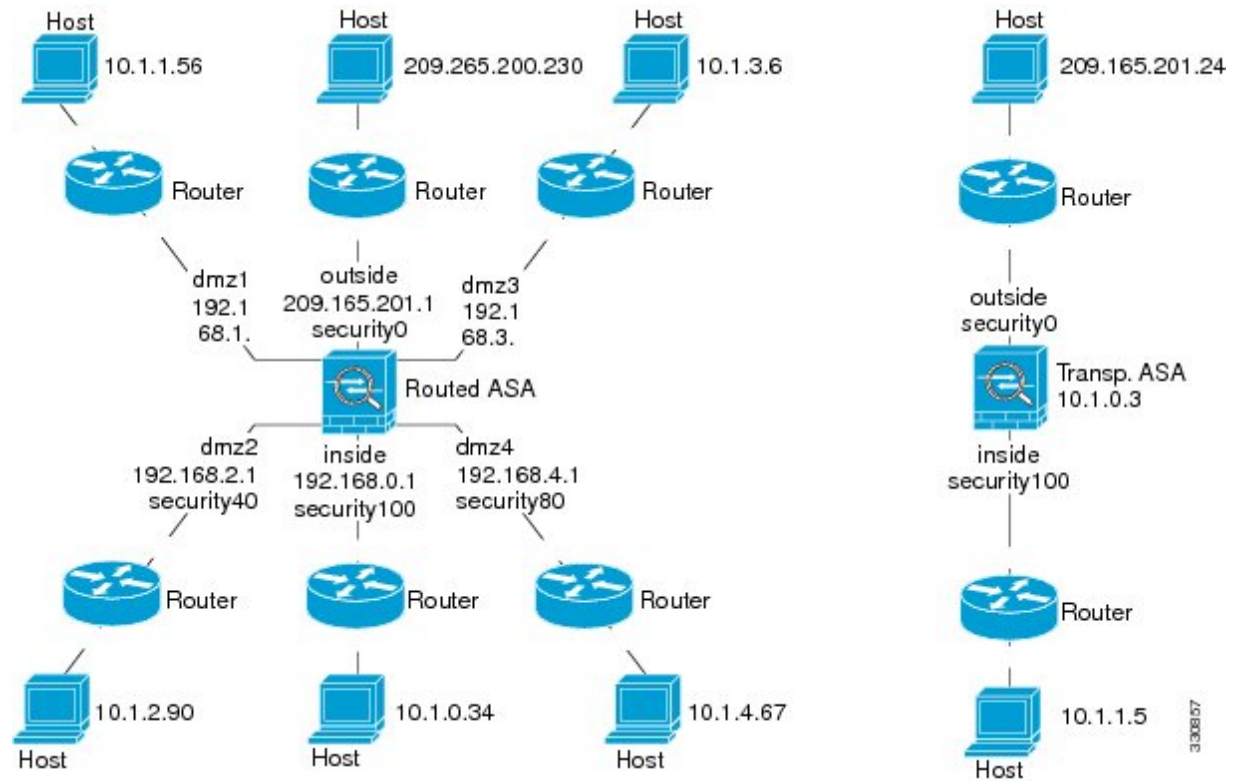 Host
10.1.1.56
Host
209.265.200.230
Host
10.1.3.6
Host
209.165.201.24
Router
Router
Router
Router
dmz1
192.1
68.1.
outside
209.165.201.1
security0
dmz3
192.1
68.3.
outside
security0
Routed ASA
Transp. ASA
10.1.0.3
dmz2
192.168.2.1
security40
inside
192.168.0.1
security100
dmz4
192.168.4.1
security80
inside
security100
Router
Router
Router
Router
10.1.2.90
Host
10.1.0.34
Host
10.1.4.67
Host
10.1.1.5
Host
330857